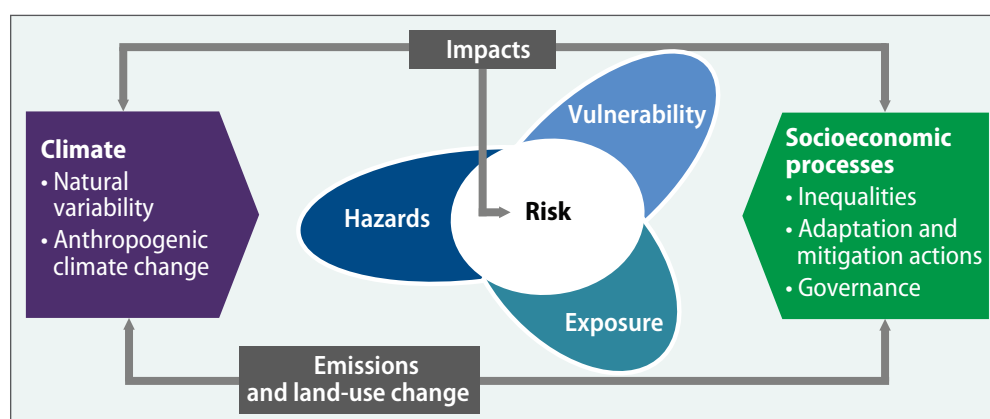 Impacts
Climate
• Natural
variability
• Anthropogenic
climate change
Hazards
Vulnerability
Risk
Exposure
Socioeconomic
processes
• Inequalities
• Adaptation and
mitigation actions
• Governance
Emissions
and land-use change